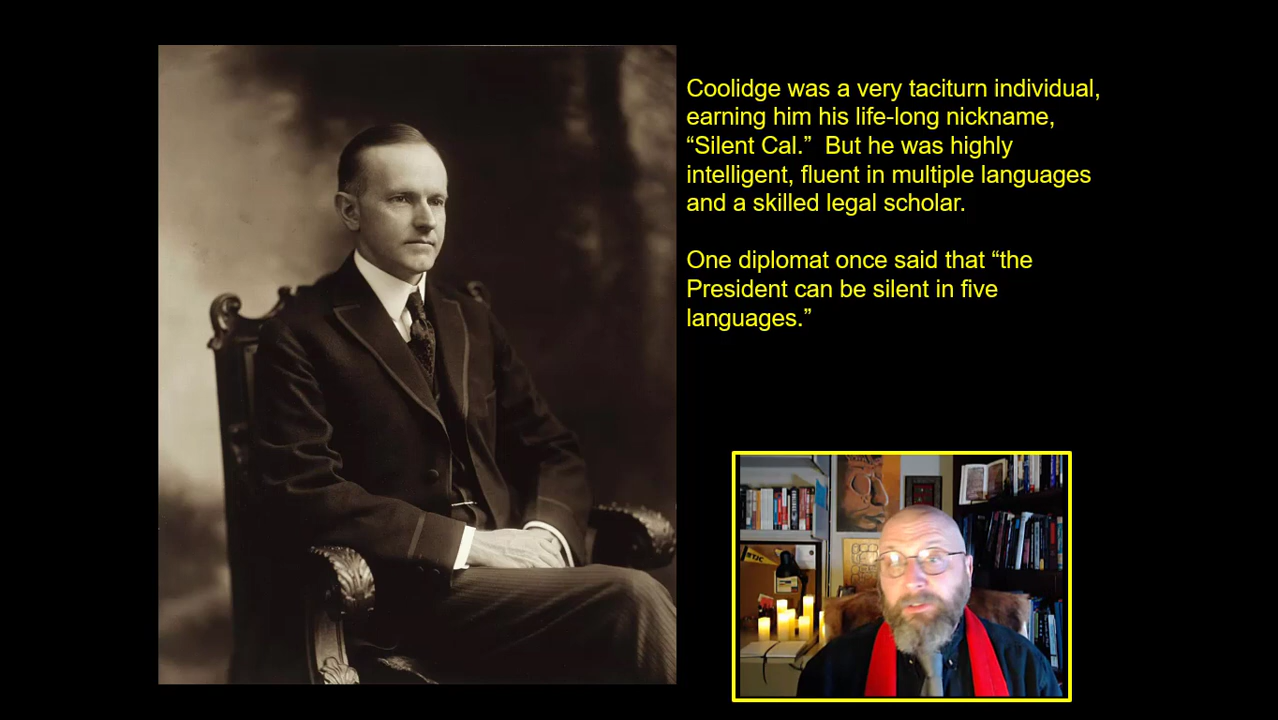 Coolidge was a very taciturn individual,
earning him his life-long nickname,
“Silent Cal.”  But he was highly
intelligent, fluent in multiple languages
and a skilled legal scholar.
One diplomat once said that “the
President can be silent in five
languages.”
TJC